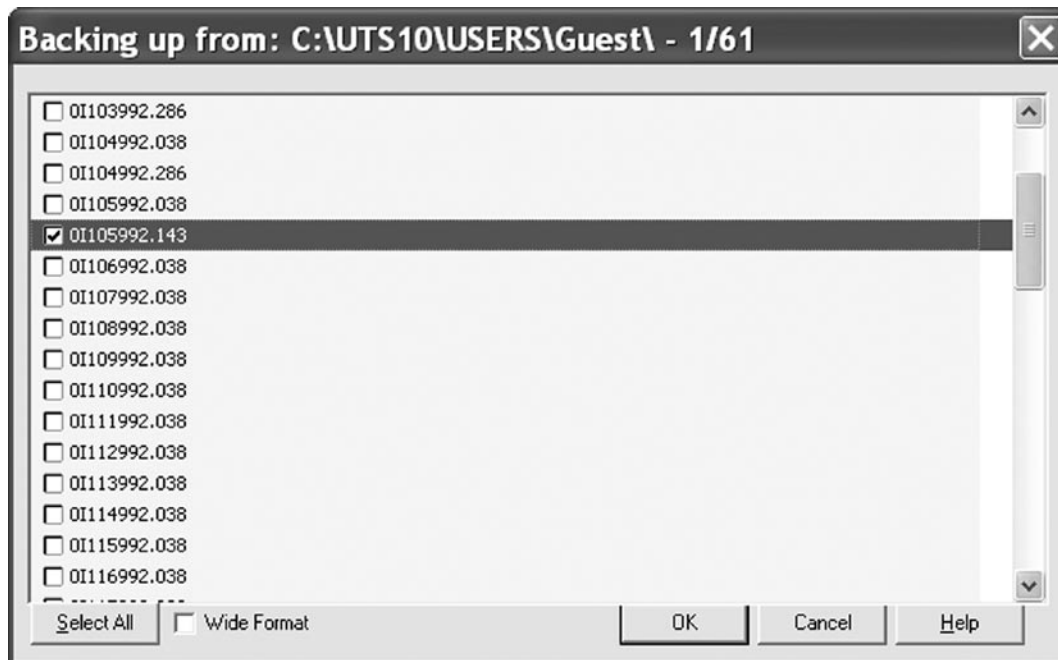 Backing up from: C:\UTS10\USERS\Guest\ - 1/61
0I103992.286
0I104992.038
0I104992.286
0I105992.038
0I105992.143
0I106992.038
0I107992.038
0I108992.038
0I109992.038
0I110992.038
0I111992.038
0I112992.038
0I113992.038
0I114992.038
0I115992.038
0I116992.038
Select All Wide Format OK Cancel Help